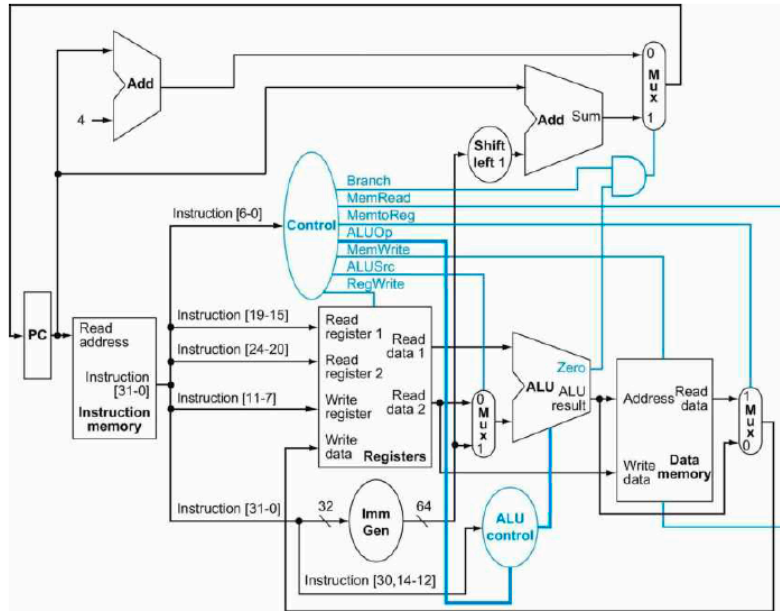 Add
4
Add Sum
0
Mux
1
Shift
left 1
Branch
MemRead
MemtoReg
ALUOp
MemWrite
ALUSrc
RegWrite
Control
Instruction [6-0]
PC
Read
address
Instruction
[31-0]
Instruction
memory
Instruction [19-15]
Instruction [24-20]
Instruction [11-7]
Read
register 1
Read
register 2
Write
register
Write
data
Read
data 1
Read
data 2
Registers
0
Mux
1
Zero
ALU
ALU
result
Address
Read
data
Write
data
Data
memory
1
Mux
0
Instruction [31-0]
32
Imm
Gen
64
ALU
control
Instruction [30,14-12]